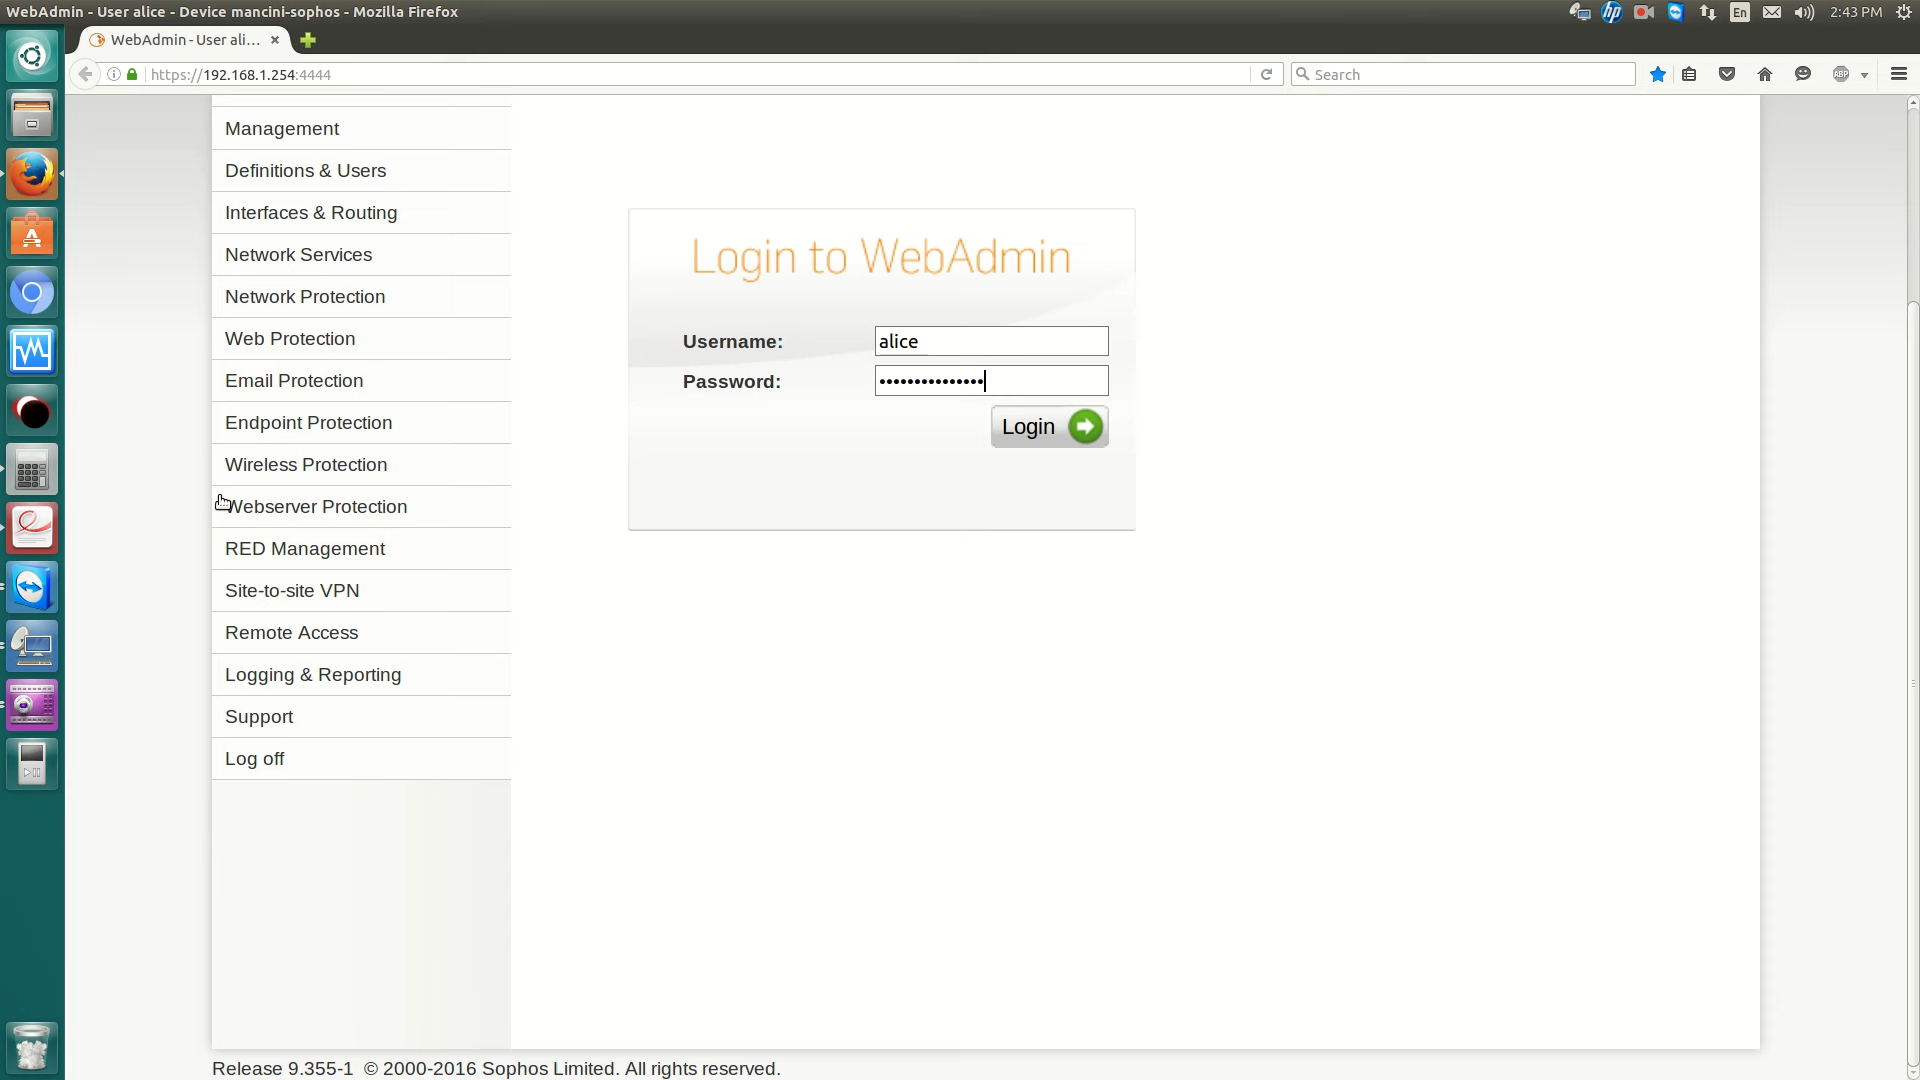 WebAdmin - User alice - Device mancini-sophos - Mozilla Firefox
En
2:43 PM
WebAdmin - User ali...
https://192.168.1.254:4444
Search
ABP
Management
Definitions & Users
Interfaces & Routing
Network Services
Network Protection
Web Protection
Email Protection
Endpoint Protection
Wireless Protection
Webserver Protection
RED Management
Site-to-site VPN
Remote Access
Logging & Reporting
Support
Log off
Login to WebAdmin
Username:
alice
Password:
•••••••••••••••
Login
Release 9.355-1 © 2000-2016 Sophos Limited. All rights reserved.